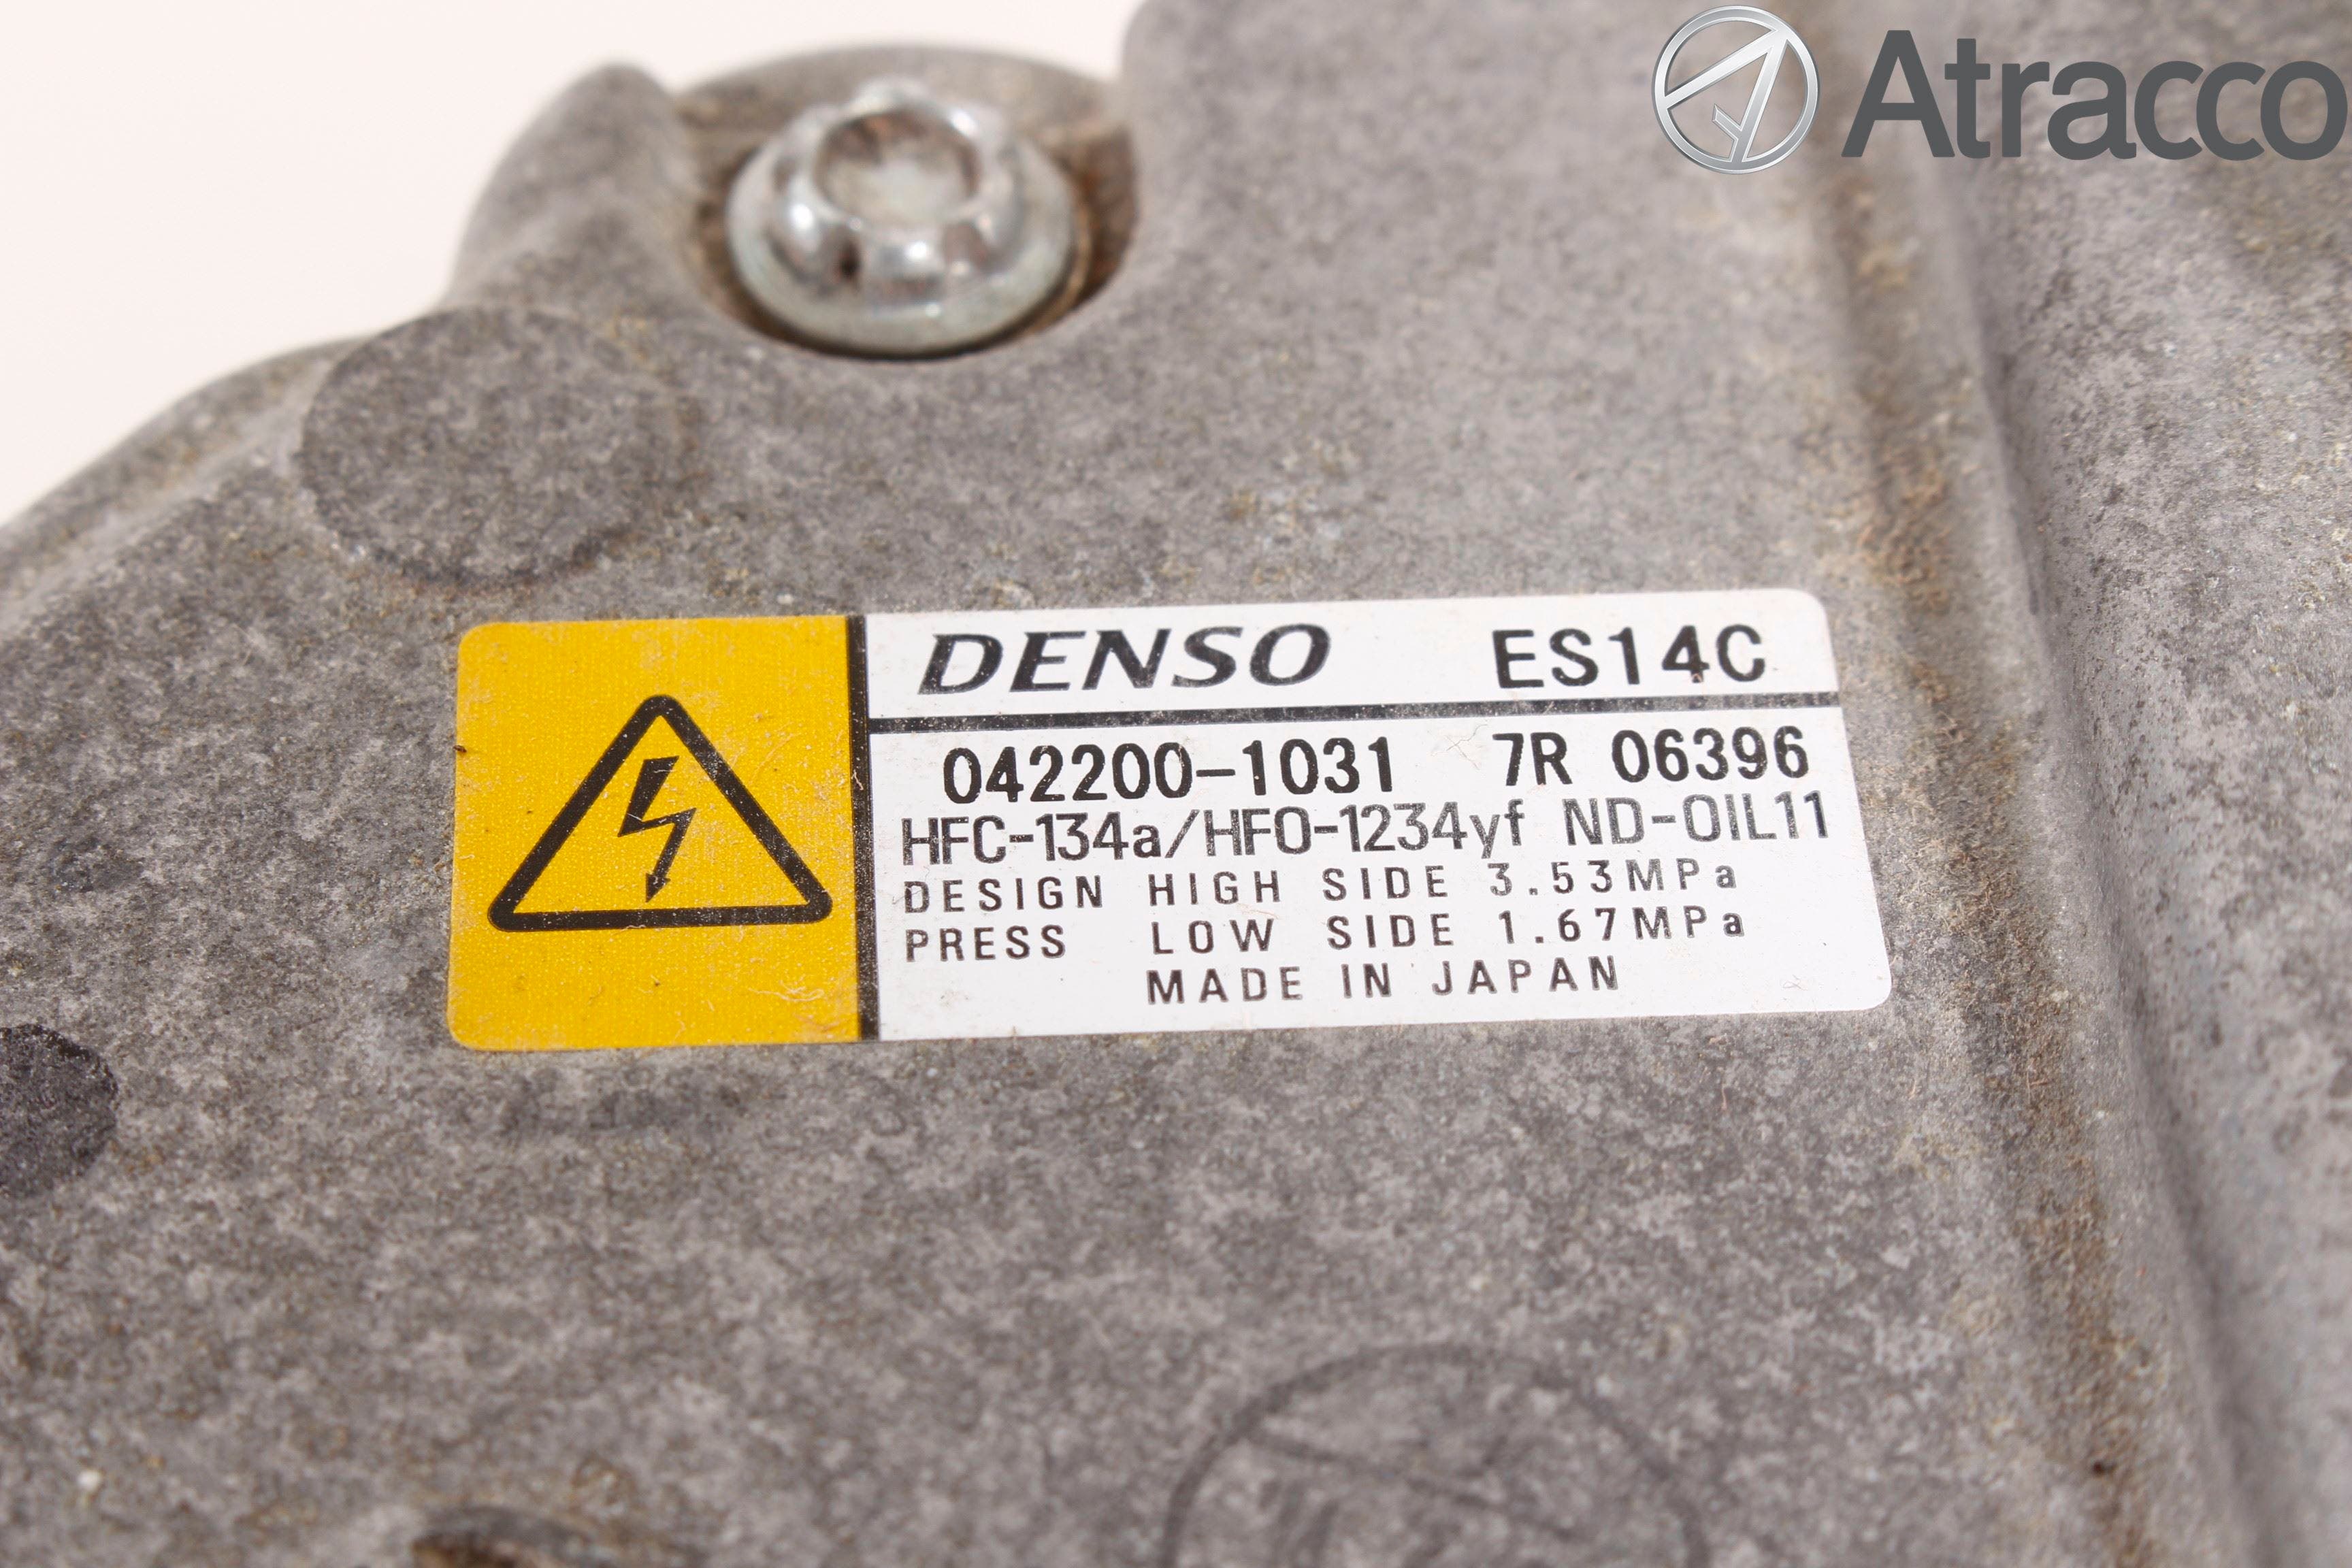 Atracco
DENSO ES14C
042200-1031 7R 06396
HFC-134a/HFO-1234yf ND-OIL11
DESIGN HIGH SIDE 3.53MPa
PRESS LOW SIDE 1.67MPa
MADE IN JAPAN